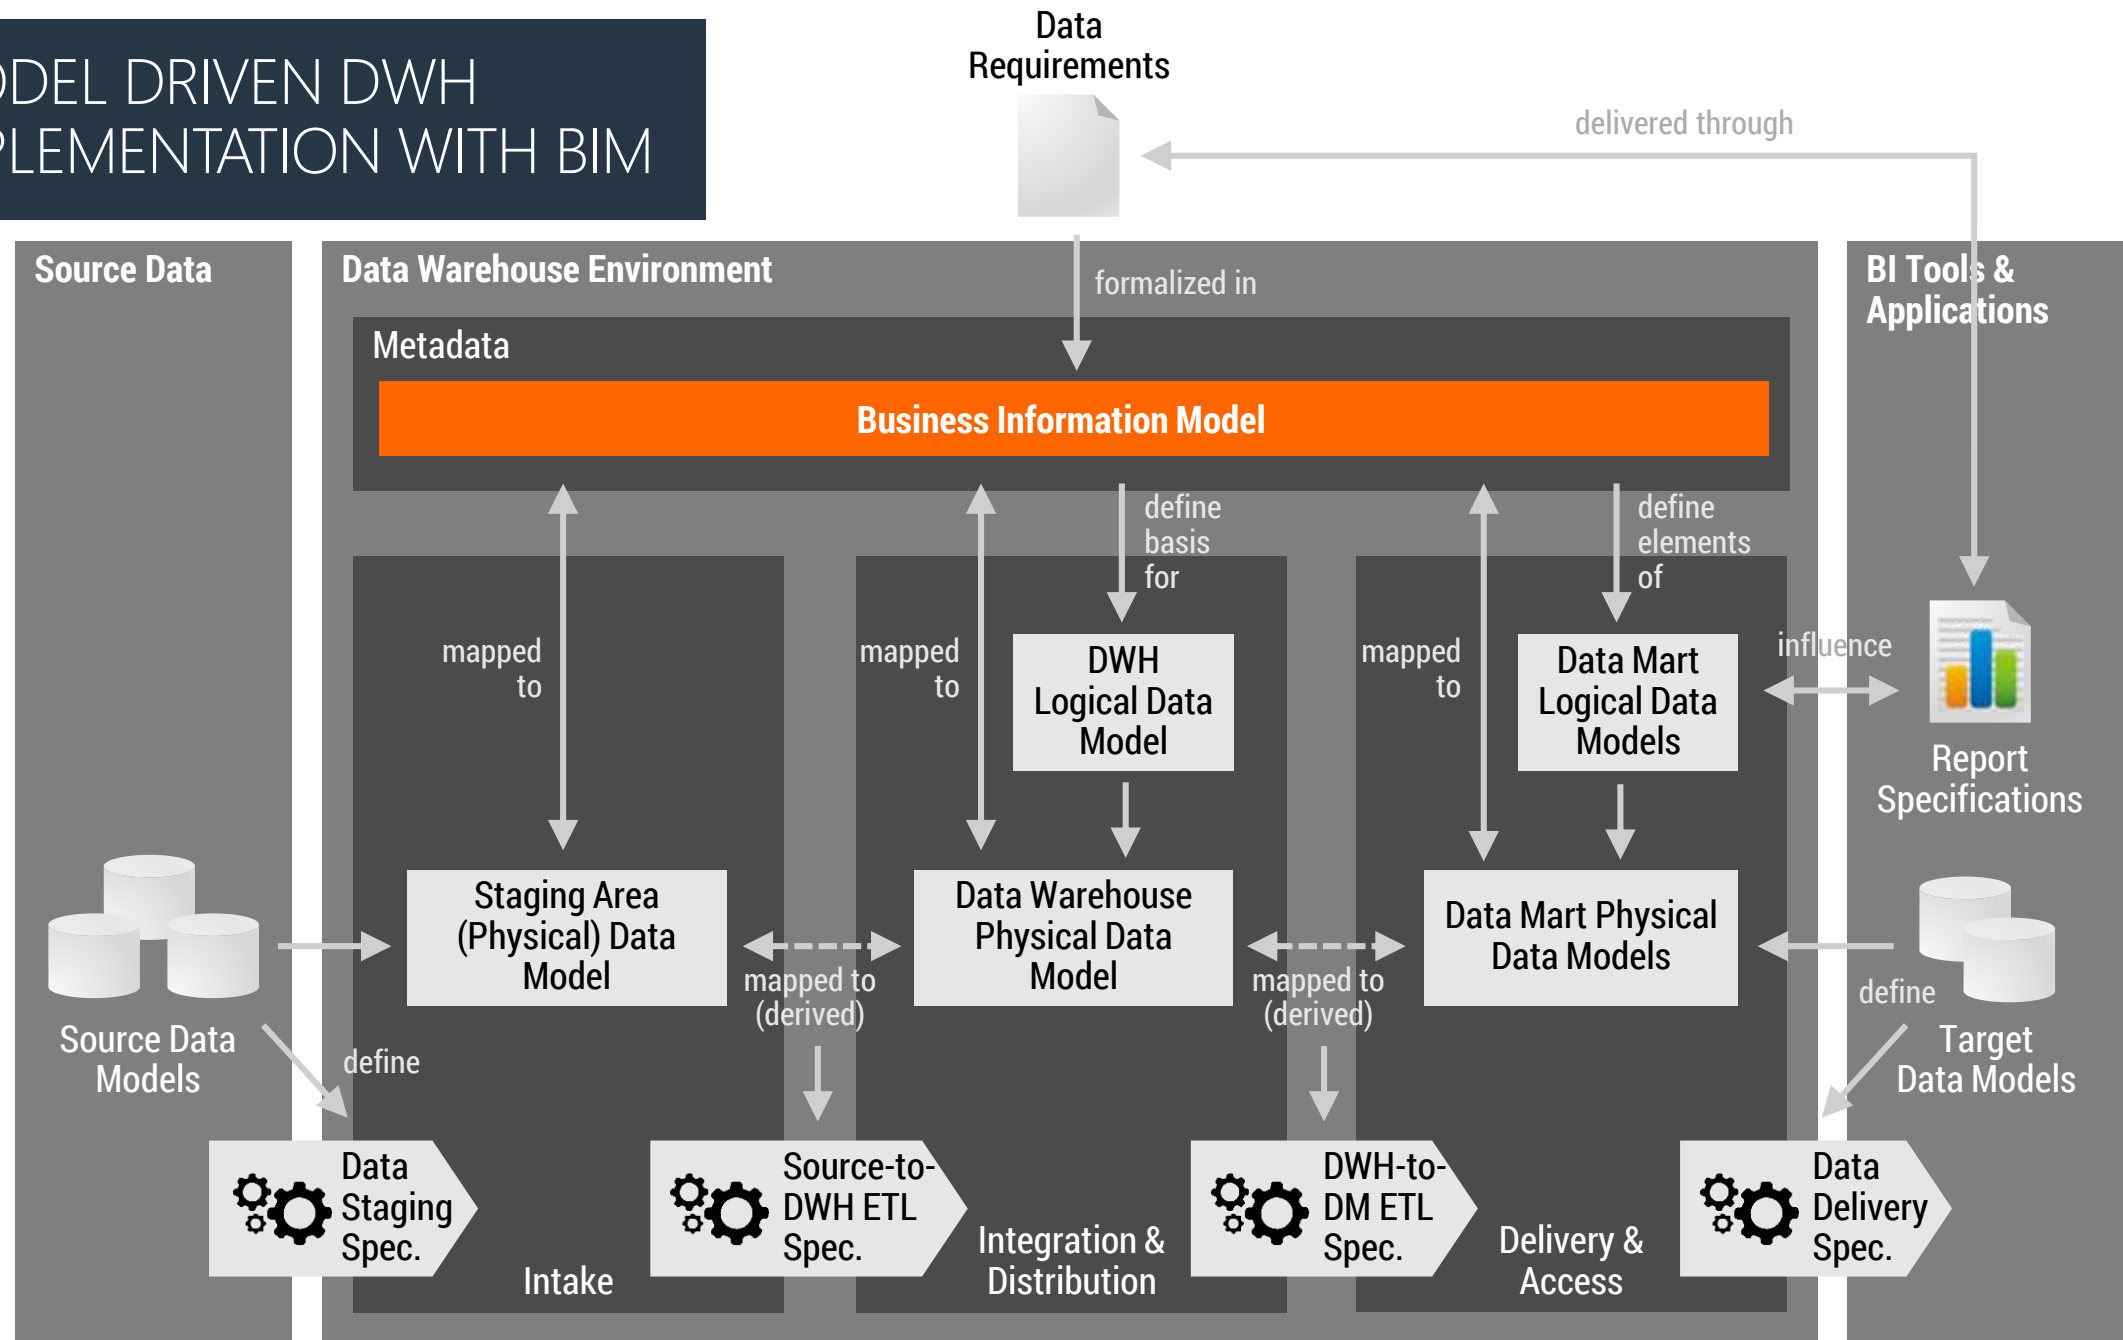 ODEL DRIVEN DWH
PLEMENTATION WITH BIM
Data
Requirements
delivered through
Source Data
Data Warehouse Environment
formalized in
BI Tools &
Applications
Metadata
Business Information Model
define
basis
for
define
elements
of
mapped
to
mapped
to
DWH
Logical Data
Model
mapped
to
Data Mart
Logical Data
Models
influence
Report
Specifications
Staging Area
(Physical) Data
Model
Data Warehouse
Physical Data
Model
Data Mart Physical
Data Models
mapped to
(derived)
mapped to
(derived)
define
Source Data
Models
define
Target
Data Models
Data
Staging
Spec.
Source-to-
DWH ETL
Spec.
DWH-to-
DM ETL
Spec.
Data
Delivery
Spec.
Intake
Integration &
Distribution
Delivery &
Access